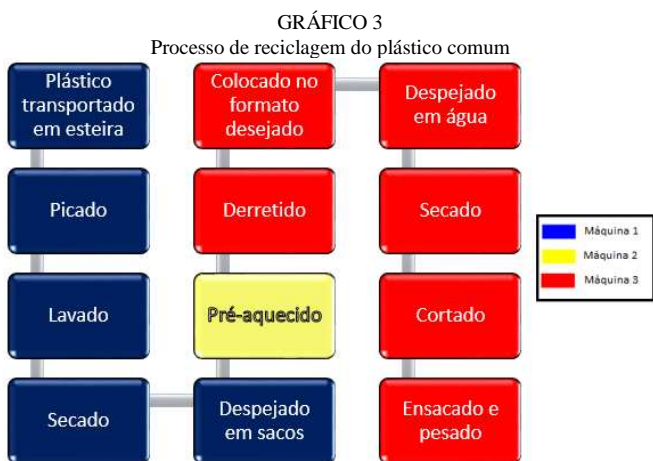 GRÁFICO 3
Processo de reciclagem do plástico comum
Plástico
transportado
em esteira
Picado
Lavado
Secado
Despejado
em sacos
Pré-aquecido
Derretido
Colocado no
formato
desejado
Despejado
em água
Secado
Cortado
Ensacado e
pesado
Máquina 1
Máquina 2
Máquina 3